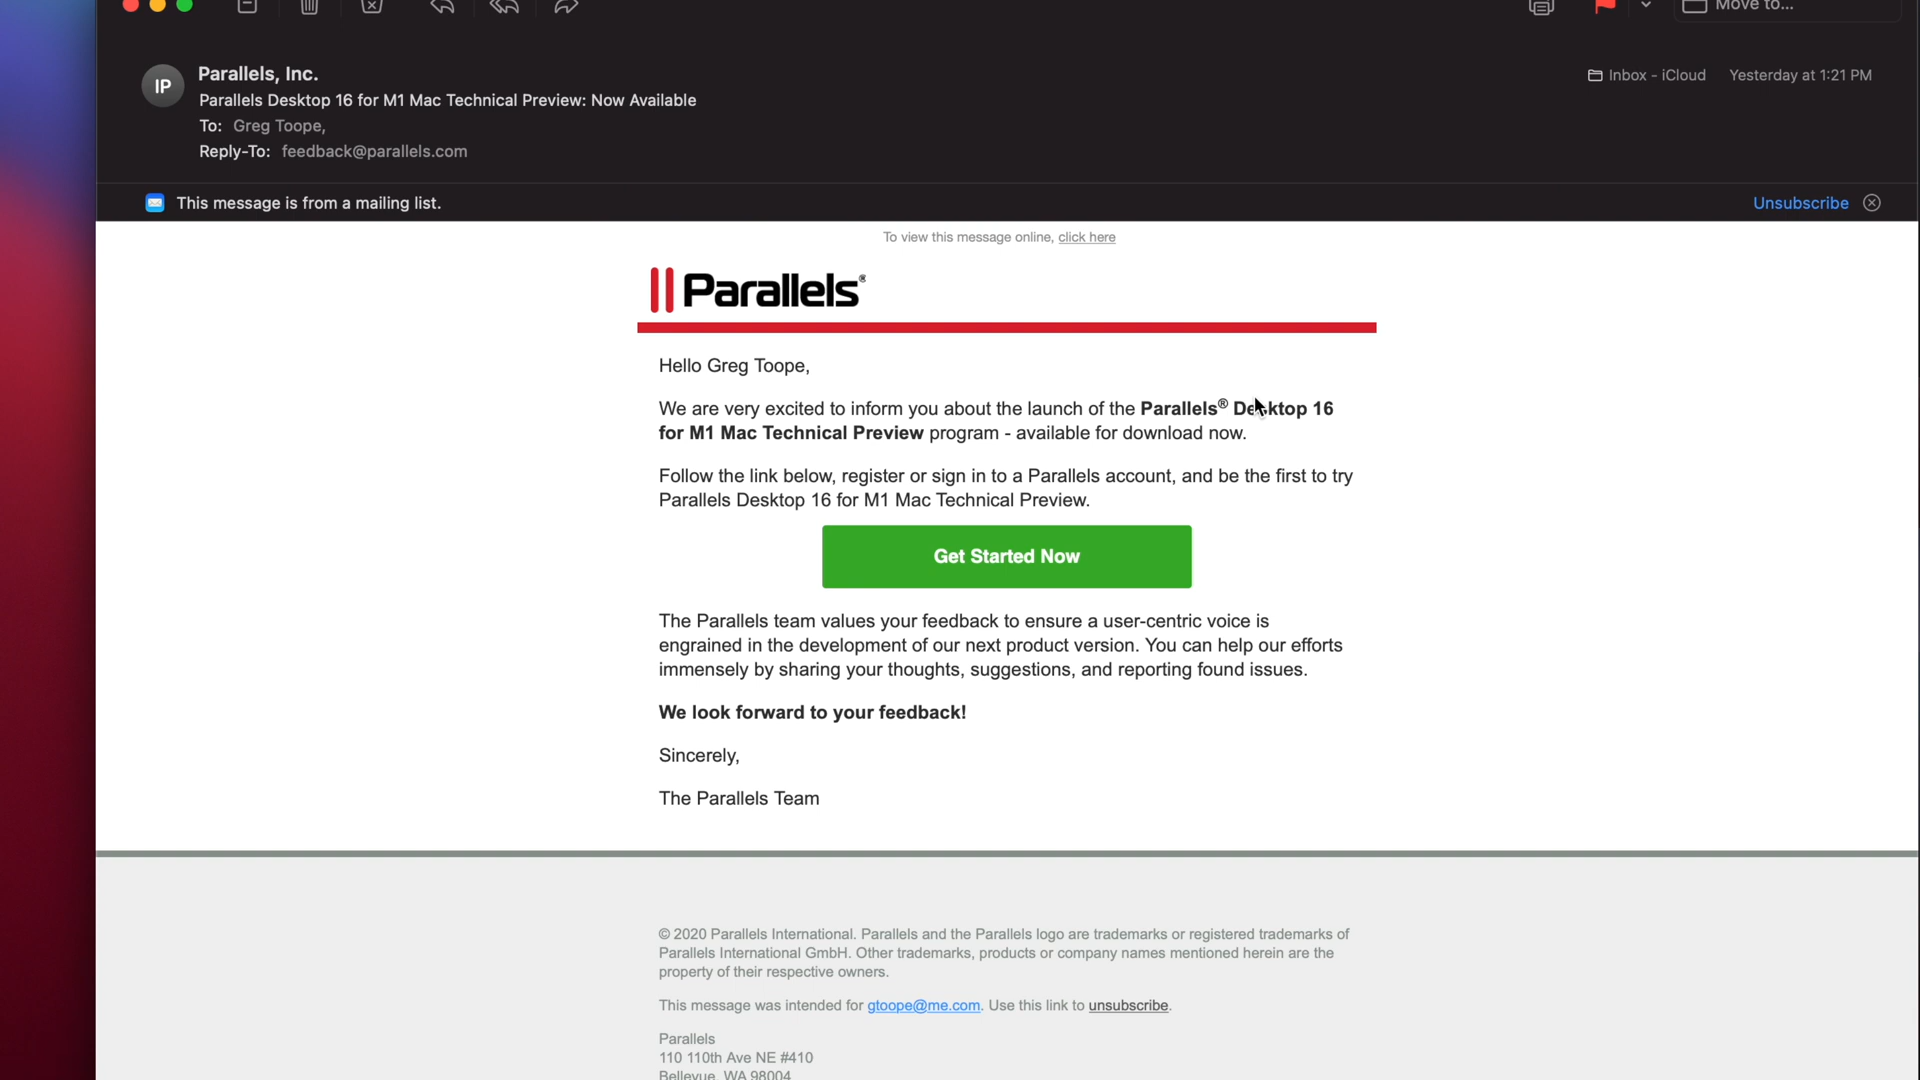 Move to...
IP
Parallels, Inc.
Inbox - iCloud Yesterday at 1:21 PM
Parallels Desktop 16 for M1 Mac Technical Preview: Now Available
To: Greg Toope,
Reply-To: feedback@parallels.com
This message is from a mailing list.
Unsubscribe
To view this message online, click here
Parallels®
Hello Greg Toope,
We are very excited to inform you about the launch of the Parallels® Desktop 16
for M1 Mac Technical Preview program - available for download now.
Follow the link below, register or sign in to a Parallels account, and be the first to try
Parallels Desktop 16 for M1 Mac Technical Preview.
Get Started Now
The Parallels team values your feedback to ensure a user-centric voice is
engrained in the development of our next product version. You can help our efforts
immensely by sharing your thoughts, suggestions, and reporting found issues.
We look forward to your feedback!
Sincerely,
The Parallels Team
© 2020 Parallels International. Parallels and the Parallels logo are trademarks or registered trademarks of
Parallels International GmbH. Other trademarks, products or company names mentioned herein are the
property of their respective owners.
This message was intended for gtoope@me.com. Use this link to unsubscribe.
Parallels
110 110th Ave NE #410
Bellevue, WA 98004